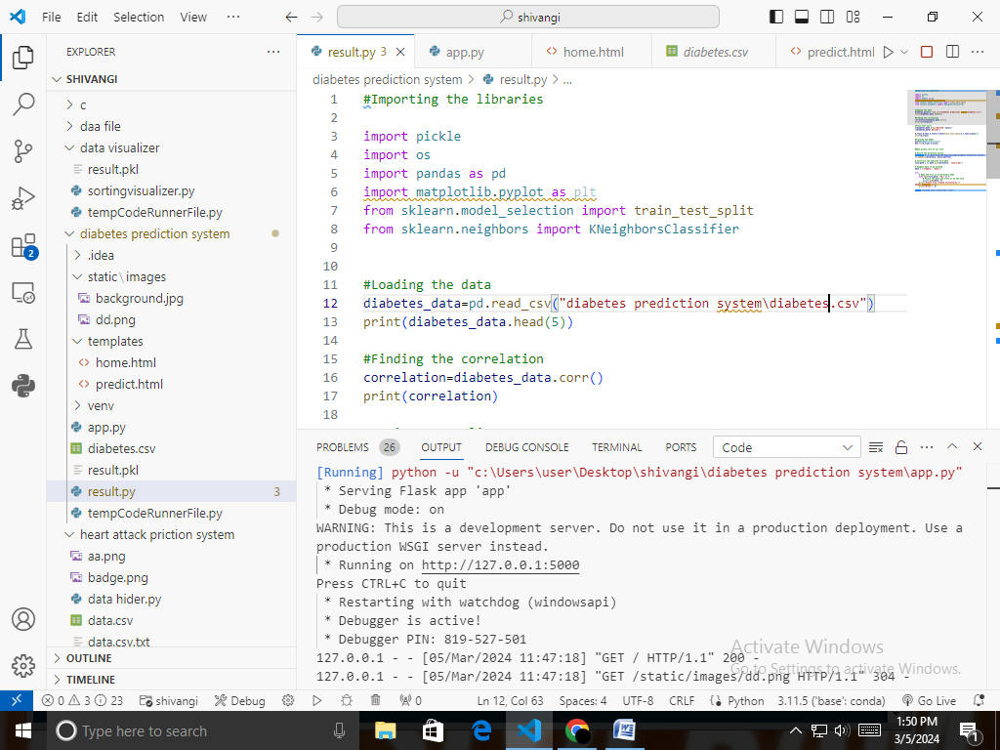 File Edit Selection View ··· shivangi
EXPLORER ···
SHIVANGI
c
daa file
data visualizer
result.pkl
sortingvisualizer.py
tempCodeRunnerFile.py
diabetes prediction system
.idea
static\images
background.jpg
dd.png
templates
home.html
predict.html
venv
app.py
diabetes.csv
result.pkl
result.py 3
tempCodeRunnerFile.py
heart attack priction system
aa.png
badge.png
data hider.py
data.csv
data.csv.txt
OUTLINE
TIMELINE
2
result.py 3 app.py home.html diabetes.csv predict.html ···
diabetes prediction system > result.py > ...
1 #Importing the libraries
2
3 import pickle
4 import os
5 import pandas as pd
6 import matplotlib.pyplot as plt
7 from sklearn.model_selection import train_test_split
8 from sklearn.neighbors import KNeighborsClassifier
9
10
11 #Loading the data
12 diabetes_data=pd.read_csv("diabetes prediction system\diabetes.csv")
13 print(diabetes_data.head(5))
14
15 #Finding the correlation
16 correlation=diabetes_data.corr()
17 print(correlation)
18
PROBLEMS 26 OUTPUT DEBUG CONSOLE TERMINAL PORTS Code ···
[Running] python -u "c:\Users\user\Desktop\shivangi\diabetes prediction system\app.py"
* Serving Flask app 'app'
* Debug mode: on
WARNING: This is a development server. Do not use it in a production deployment. Use a
production WSGI server instead.
* Running on http://127.0.0.1:5000
Press CTRL+C to quit
* Restarting with watchdog (windowsapi)
* Debugger is active!
* Debugger PIN: 819-527-501
127.0.0.1 - - [05/Mar/2024 11:47:18] "GET / HTTP/1.1" 200 -
127.0.0.1 - - [05/Mar/2024 11:47:18] "GET /static/images/dd.png HTTP/1.1" 304 -
Activate Windows
Go to Settings to activate Windows.
0 3 23 shivangi Debug 0 Ln 12, Col 63 Spaces: 4 UTF-8 CRLF Python 3.11.5 ('base': conda) Go Live
Type here to search
1:50 PM
3/5/2024
1